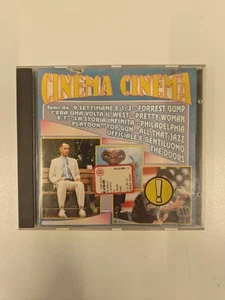 CINEMA CINEMA
Temi da: 9 SETTIMANE E 1/2 - FORREST GUMP
C'ERA UNA VOLTA IL WEST - PRETTY WOMAN
E.T. - LA STORIA INFINITA - PHILADELPHIA
PLATOON - TOP GUN - ALL THAT JAZZ
UFFICIALE E GENTILUOMO
THE DOORS